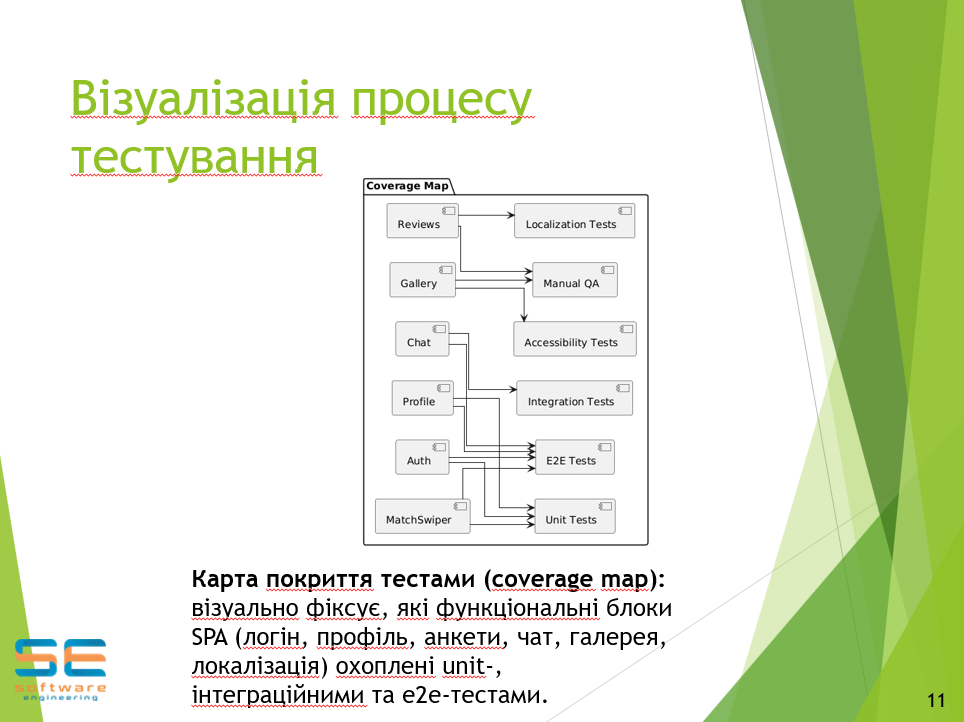 Візуалізація процесу
тестування
Coverage Map
Reviews
Localization Tests
Gallery
Manual QA
Chat
Accessibility Tests
Profile
Integration Tests
Auth
E2E Tests
MatchSwiper
Unit Tests
Карта покриття тестами (coverage map):
візуально фіксує, які функціональні блоки
SPA (логін, профіль, анкети, чат, галерея,
локалізація) охоплені unit-,
інтеграційними та e2e-тестами.
SE
software
engineering
11